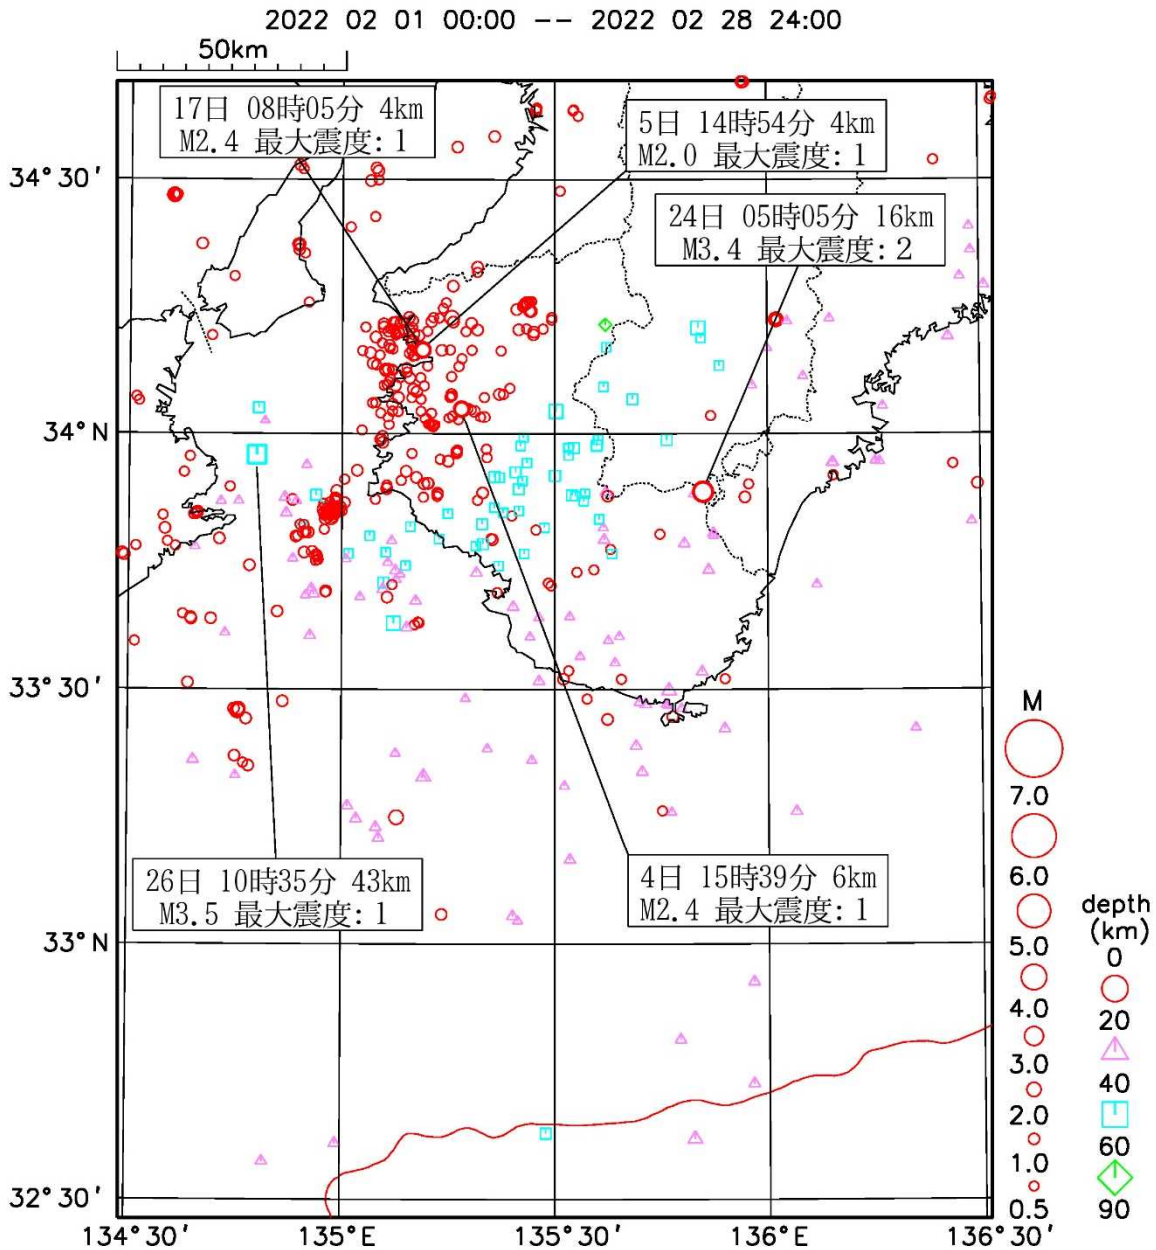 2022 02 01 00:00 -- 2022 02 28 24:00
50km
17日 08時05分 4km
M2.4 最大震度:1
5日 14時54分 4km
M2.0 最大震度:1
24日 05時05分 16km
M3.4 最大震度:2
26日 10時35分 43km
M3.5 最大震度:1
4日 15時39分 6km
M2.4 最大震度:1
34°30′
34°N
33°30′
33°N
32°30′
134°30′
135°E
135°30′
136°E
136°30′
M
7.0
6.0
5.0
4.0
3.0
2.0
1.0
0.5
depth
(km)
0
20
40
60
90